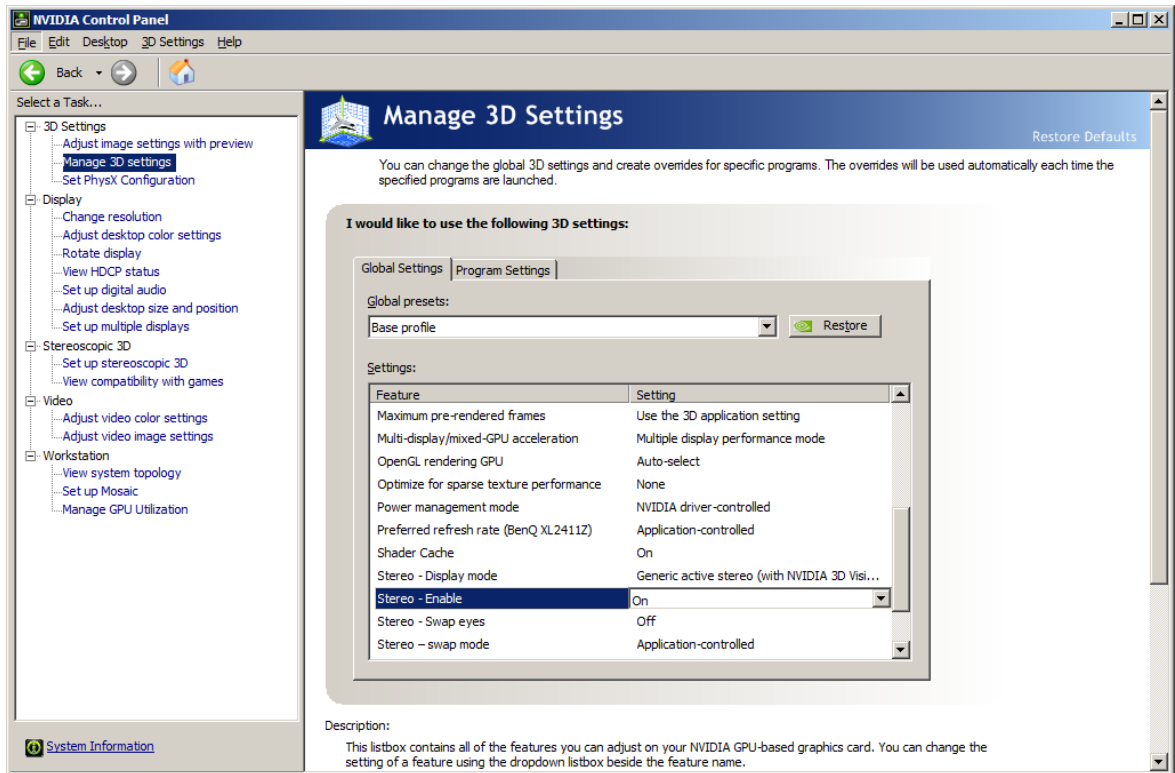 NVIDIA Control Panel
File Edit Desktop 3D Settings Help
Back
Select a Task...
3D Settings
Adjust image settings with preview
Manage 3D settings
Set PhysX Configuration
Display
Change resolution
Adjust desktop color settings
Rotate display
View HDCP status
Set up digital audio
Adjust desktop size and position
Set up multiple displays
Stereoscopic 3D
Set up stereoscopic 3D
View compatibility with games
Video
Adjust video color settings
Adjust video image settings
Workstation
View system topology
Set up Mosaic
Manage GPU Utilization
System Information
Manage 3D Settings
Restore Defaults
You can change the global 3D settings and create overrides for specific programs. The overrides will be used automatically each time the
specified programs are launched.
I would like to use the following 3D settings:
Global Settings Program Settings
Global presets:
Base profile Restore
Settings:
Feature Setting
Maximum pre-rendered frames Use the 3D application setting
Multi-display/mixed-GPU acceleration Multiple display performance mode
OpenGL rendering GPU Auto-select
Optimize for sparse texture performance None
Power management mode NVIDIA driver-controlled
Preferred refresh rate (BenQ XL2411Z) Application-controlled
Shader Cache On
Stereo - Display mode Generic active stereo (with NVIDIA 3D Visi...
Stereo - Enable On
Stereo - Swap eyes Off
Stereo – swap mode Application-controlled
Description:
This listbox contains all of the features you can adjust on your NVIDIA GPU-based graphics card. You can change the
setting of a feature using the dropdown listbox beside the feature name.